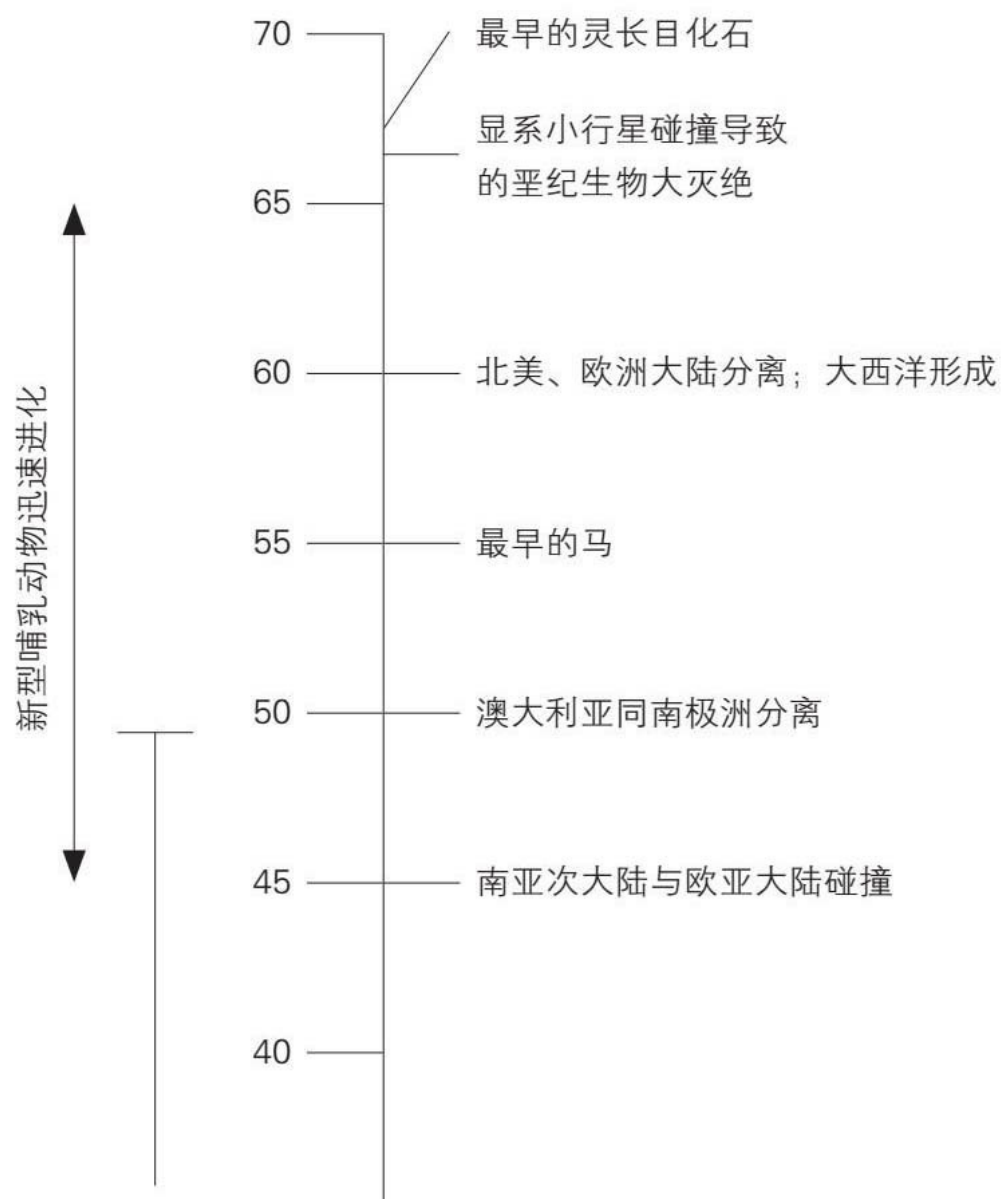 70
最早的灵长目化石
显系小行星碰撞导致
的垩纪生物大灭绝
65
60
北美、欧洲大陆分离；大西洋形成
新型哺乳动物迅速进化
55
最早的马
50
澳大利亚同南极洲分离
45
南亚次大陆与欧亚大陆碰撞
40